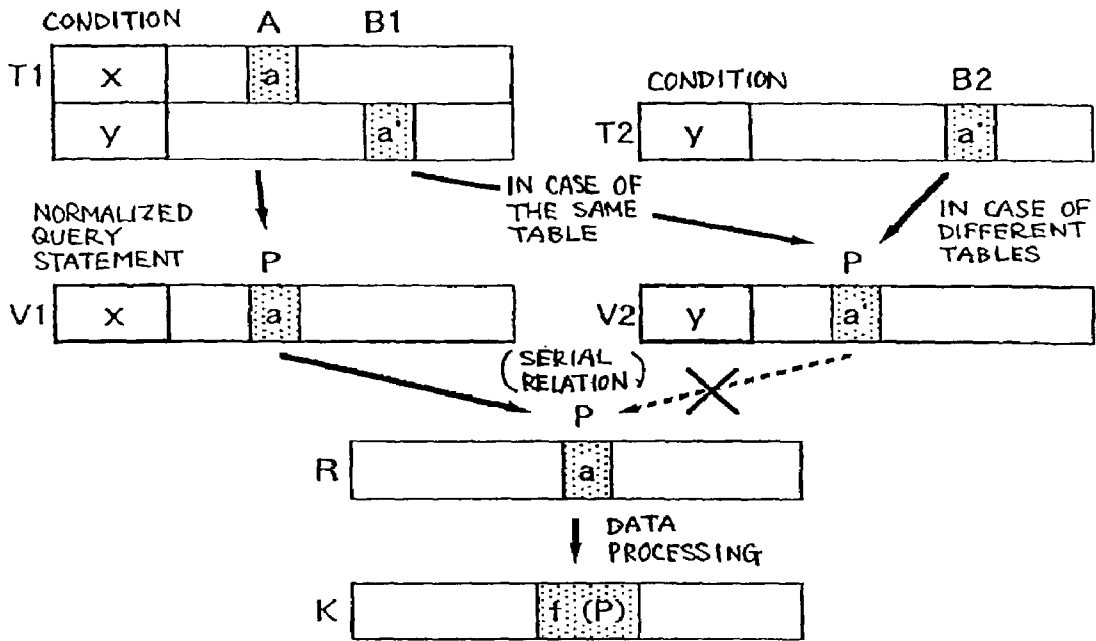 CONDITION A B1
T1 x a
y a'
CONDITION B2
T2 y a'
IN CASE OF
THE SAME
TABLE
IN CASE OF
DIFFERENT
TABLES
NORMALIZED
QUERY
STATEMENT P
V1 x a
P
V2 y a'
(SERIAL
RELATION)
P
R a
DATA
PROCESSING
K f (P)